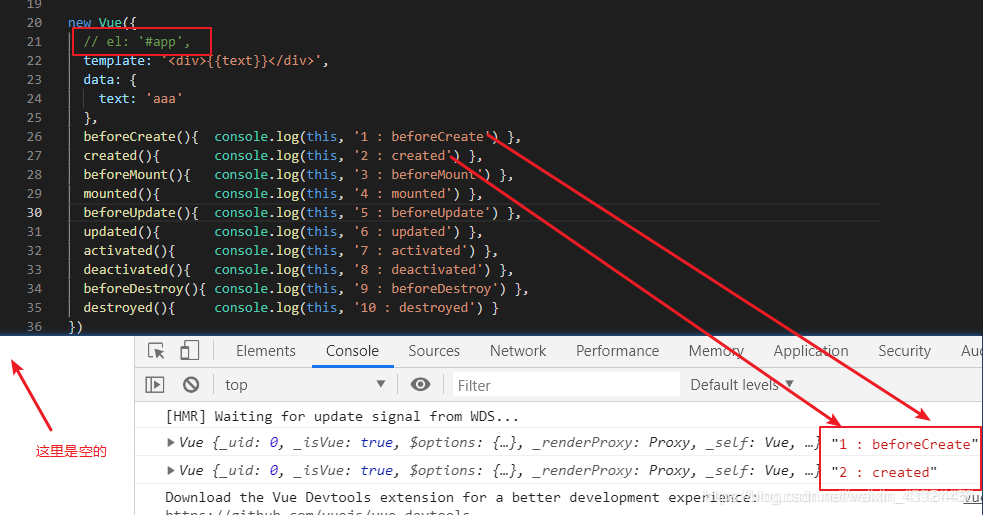 19
20 new Vue({
21 // el: '#app',
22 template: '<div>{{text}}</div>',
23 data: {
24 text: 'aaa'
25 },
26 beforeCreate(){ console.log(this, '1 : beforeCreate') },
27 created(){ console.log(this, '2 : created') },
28 beforeMount(){ console.log(this, '3 : beforeMount') },
29 mounted(){ console.log(this, '4 : mounted') },
30 beforeUpdate(){ console.log(this, '5 : beforeUpdate') },
31 updated(){ console.log(this, '6 : updated') },
32 activated(){ console.log(this, '7 : activated') },
33 deactivated(){ console.log(this, '8 : deactivated') },
34 beforeDestroy(){ console.log(this, '9 : beforeDestroy') },
35 destroyed(){ console.log(this, '10 : destroyed') }
36 })
Elements Console Sources Network Performance Memory Application Security Au
top Filter Default levels
[HMR] Waiting for update signal from WDS...
Vue {_uid: 0, _isVue: true, $options: {…}, _renderProxy: Proxy, _self: Vue, …} "1 : beforeCreate"
这里是空的
Vue {_uid: 0, _isVue: true, $options: {…}, _renderProxy: Proxy, _self: Vue, …} "2 : created"
Download the Vue Devtools extension for a better development experience:
https://github.com/vuejs/vue-devtools